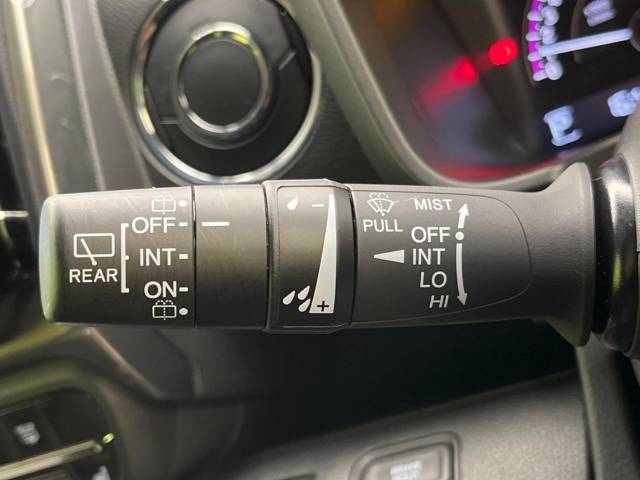 REAR
OFF
INT
ON
−
+
PULL
MIST
OFF
INT
LO
HI